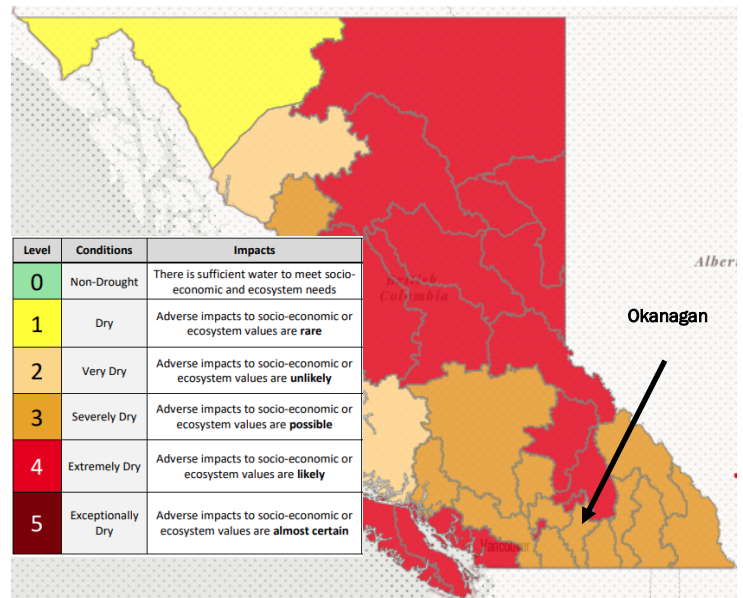 Level Conditions Impacts
0 Non-Drought There is sufficient water to meet socio-
economic and ecosystem needs
1 Dry Adverse impacts to socio-economic or
ecosystem values are rare
2 Very Dry Adverse impacts to socio-economic or
ecosystem values are unlikely
3 Severely Dry Adverse impacts to socio-economic or
ecosystem values are possible
4 Extremely Dry Adverse impacts to socio-economic or
ecosystem values are likely
5 Exceptionally
Dry
Adverse impacts to socio-economic or
ecosystem values are almost certain
British
Columbia
Okanagan
Vancouver